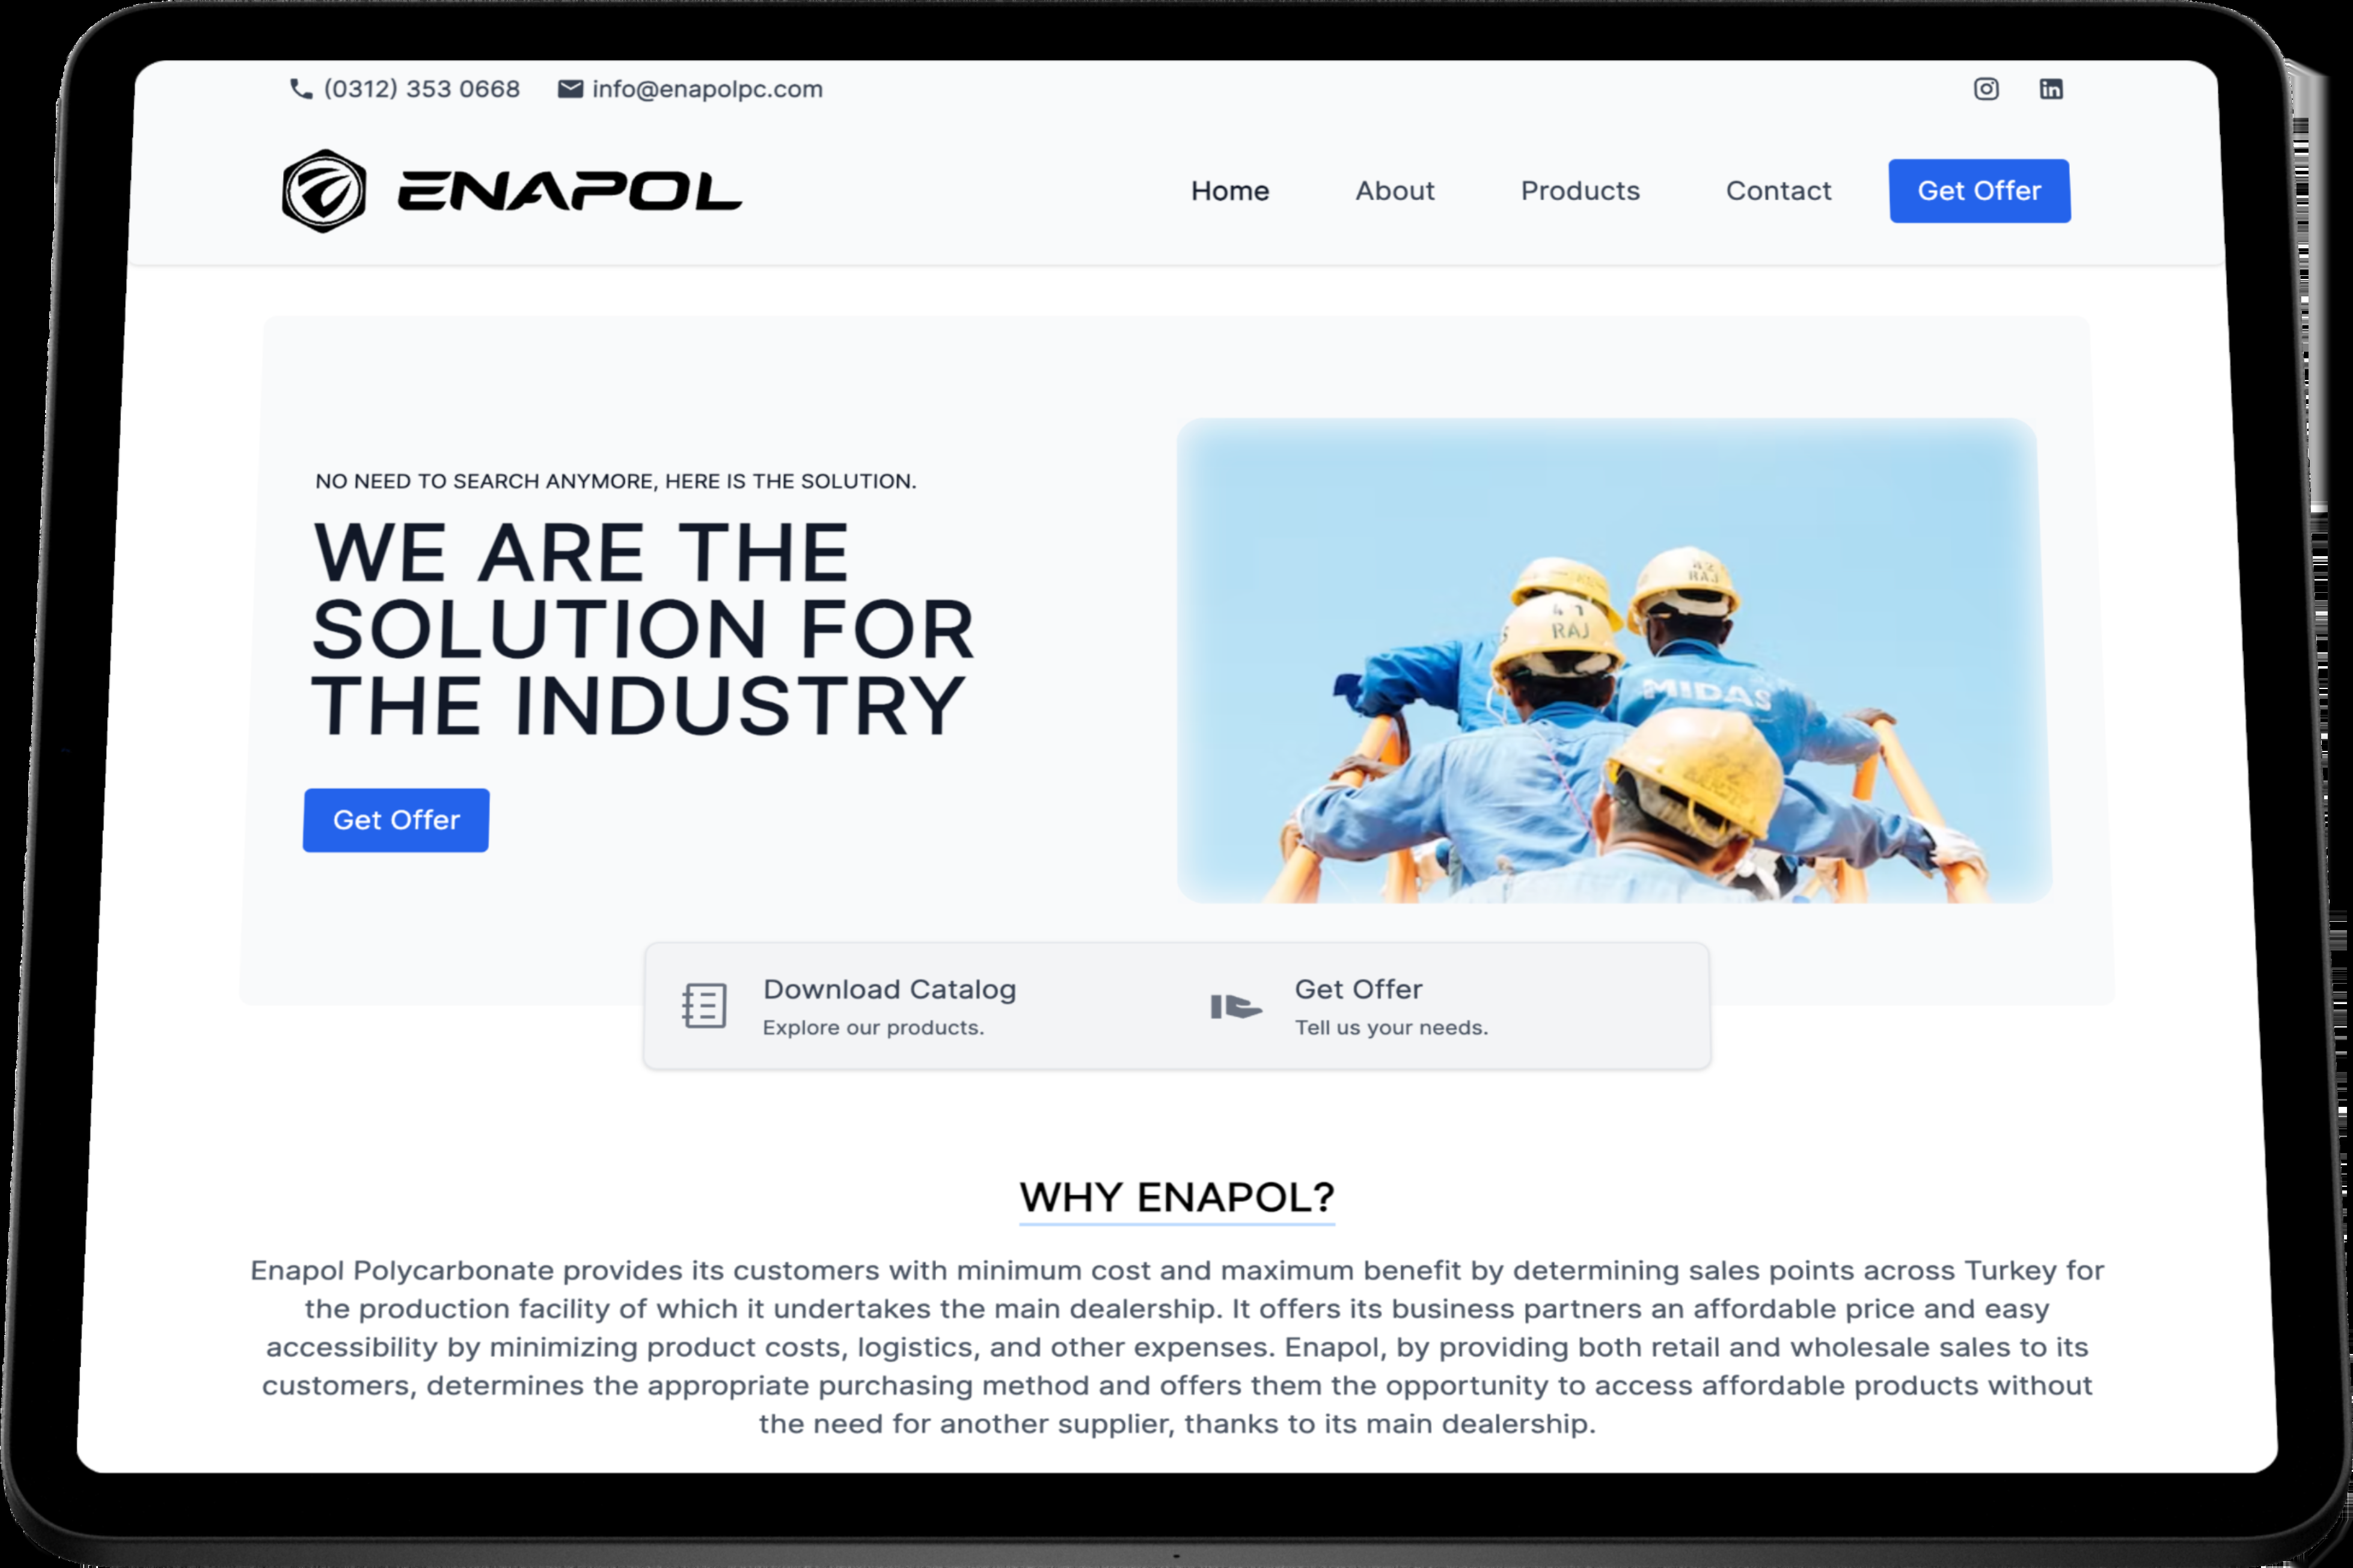 (0312) 353 0668 info@enapolpc.com
ENAPOL
Home About Products Contact Get Offer
NO NEED TO SEARCH ANYMORE, HERE IS THE SOLUTION.
WE ARE THE
SOLUTION FOR
THE INDUSTRY
Get Offer
42
RAJ
41
RAJ
MIDAS
Download Catalog
Explore our products.
Get Offer
Tell us your needs.
WHY ENAPOL?
Enapol Polycarbonate provides its customers with minimum cost and maximum benefit by determining sales points across Turkey for
the production facility of which it undertakes the main dealership. It offers its business partners an affordable price and easy
accessibility by minimizing product costs, logistics, and other expenses. Enapol, by providing both retail and wholesale sales to its
customers, determines the appropriate purchasing method and offers them the opportunity to access affordable products without
the need for another supplier, thanks to its main dealership.